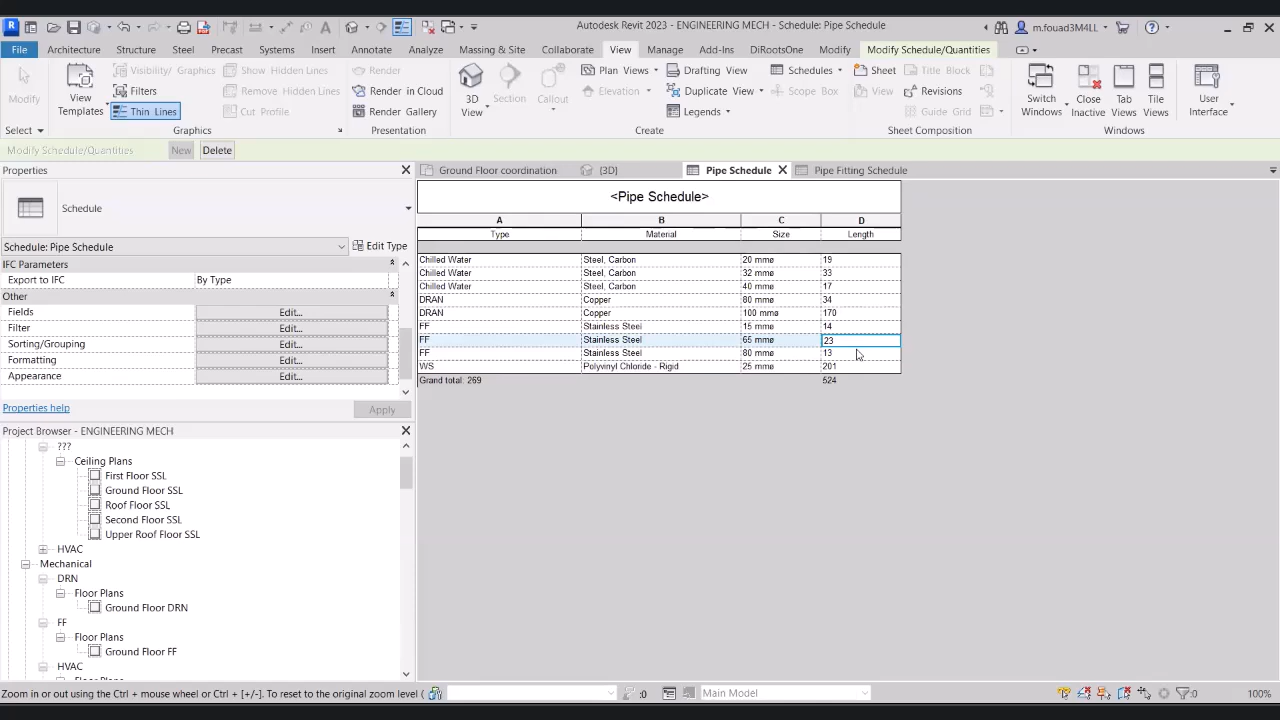 Autodesk Revit 2023 - ENGINEERING MECH - Schedule: Pipe Schedule
m.fouad3M4LL
File Architecture Structure Steel Precast Systems Insert Annotate Analyze Massing & Site Collaborate View Manage Add-Ins DiRootsOne Modify Modify Schedule/Quantities
Modify
View Templates
Visibility/ Graphics
Filters
Thin Lines
Show Hidden Lines
Remove Hidden Lines
Cut Profile
Render
Render in Cloud
Render Gallery
3D View
Section
Callout
Plan Views
Elevation
Drafting View
Duplicate View
Legends
Schedules
Scope Box
Sheet
View
Title Block
Revisions
Guide Grid
Switch Windows
Close Inactive
Tab Views
Tile Views
User Interface
Select Graphics Presentation Create Sheet Composition Windows
Modify Schedule/Quantities New Delete
Properties
Ground Floor coordination {3D} Pipe Schedule Pipe Fitting Schedule
Schedule
Schedule: Pipe Schedule Edit Type
IFC Parameters
Export to IFC By Type
Other
Fields Edit...
Filter Edit...
Sorting/Grouping Edit...
Formatting Edit...
Appearance Edit...
Properties help Apply
Project Browser - ENGINEERING MECH
???
Ceiling Plans
First Floor SSL
Ground Floor SSL
Roof Floor SSL
Second Floor SSL
Upper Roof Floor SSL
HVAC
Mechanical
DRN
Floor Plans
Ground Floor DRN
FF
Floor Plans
Ground Floor FF
HVAC
<Pipe Schedule>
A B C D
Type Material Size Length
Chilled Water Steel, Carbon 20 mmø 19
Chilled Water Steel, Carbon 32 mmø 33
Chilled Water Steel, Carbon 40 mmø 17
DRAN Copper 80 mmø 34
DRAN Copper 100 mmø 170
FF Stainless Steel 15 mmø 14
FF Stainless Steel 65 mmø 23
FF Stainless Steel 80 mmø 13
WS Polyvinyl Chloride - Rigid 25 mmø 201
Grand total: 269 524
Zoom in or out using the Ctrl + mouse wheel or Ctrl + [+/-]. To reset to the original zoom level ( :0 Main Model :0 100%